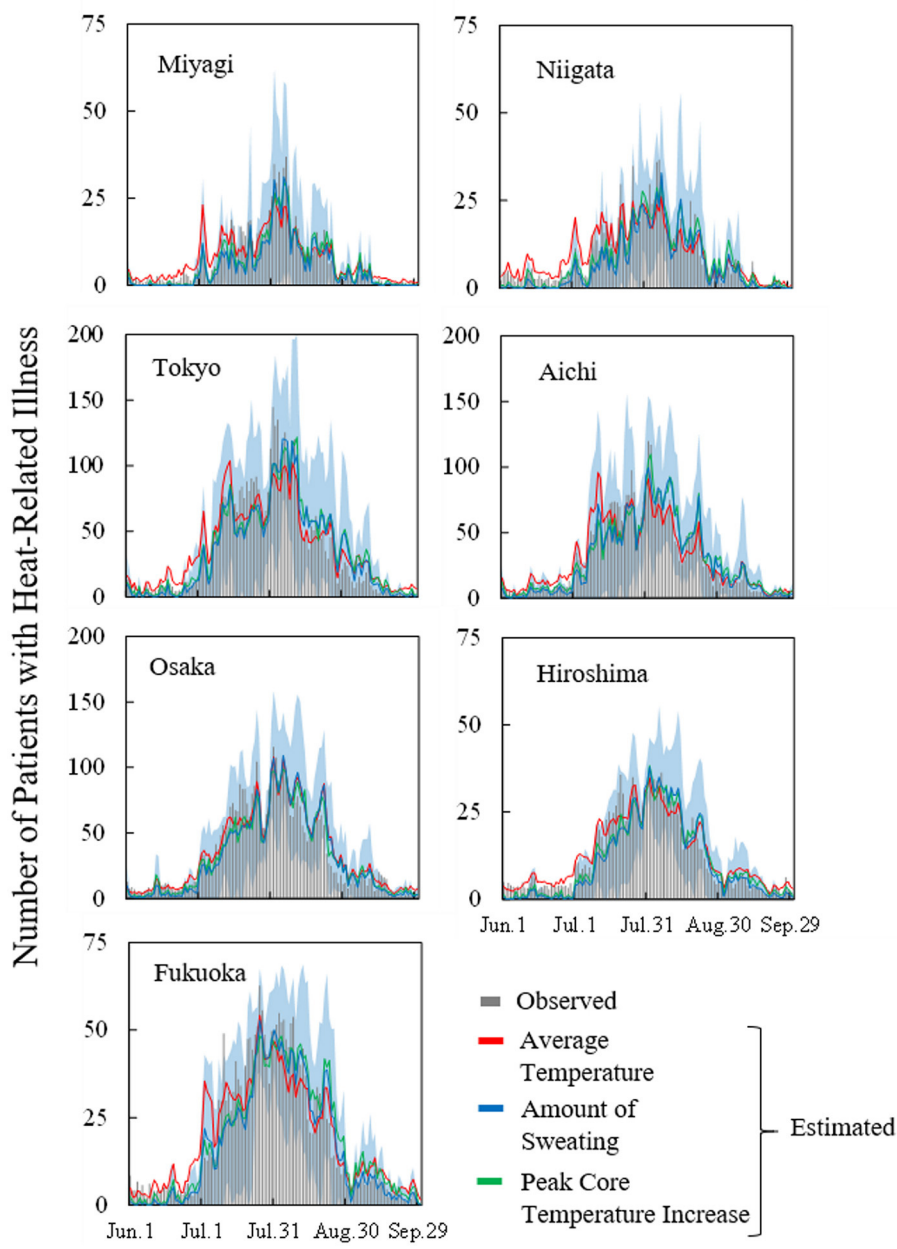 Number of Patients with Heat-Related Illness
75
50
25
0
Miyagi
75
50
25
0
Niigata
200
150
100
50
0
Tokyo
200
150
100
50
0
Aichi
200
150
100
50
0
Osaka
75
50
25
0
Hiroshima
Jun.1 Jul.1 Jul.31 Aug.30 Sep.29
75
50
25
0
Fukuoka
Jun.1 Jul.1 Jul.31 Aug.30 Sep.29
Observed
Average
Temperature
Amount of
Sweating
Peak Core
Temperature Increase
Estimated